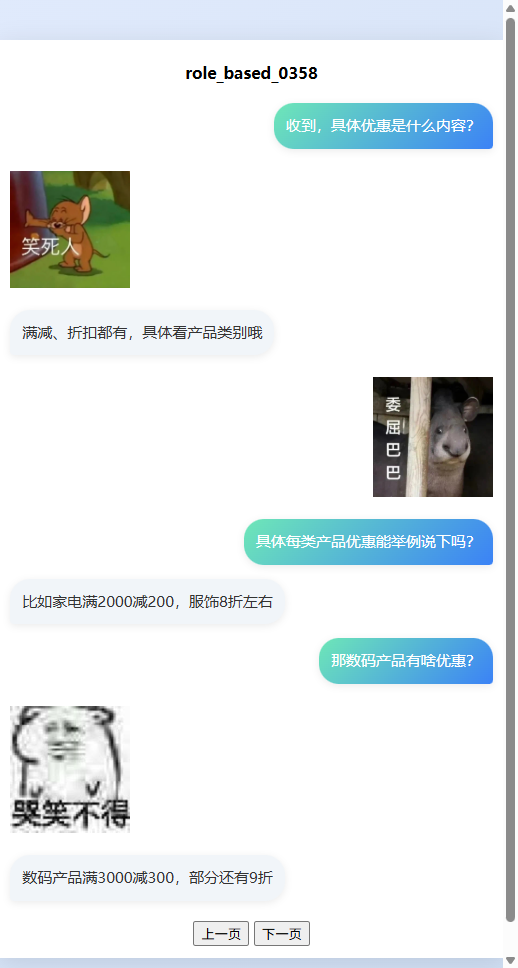 role_based_0358
收到，具体优惠是什么内容？
笑死人
满减、折扣都有，具体看产品类别哦
委
屈
巴
巴
具体每类产品优惠能举例说下吗？
比如家电满2000减200，服饰8折左右
那数码产品有啥优惠？
哭笑不得
数码产品满3000减300，部分还有9折
上一页 下一页